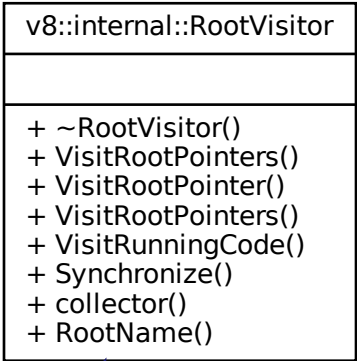 v8::internal::RootVisitor
+ ~RootVisitor()
+ VisitRootPointers()
+ VisitRootPointer()
+ VisitRootPointers()
+ VisitRunningCode()
+ Synchronize()
+ collector()
+ RootName()